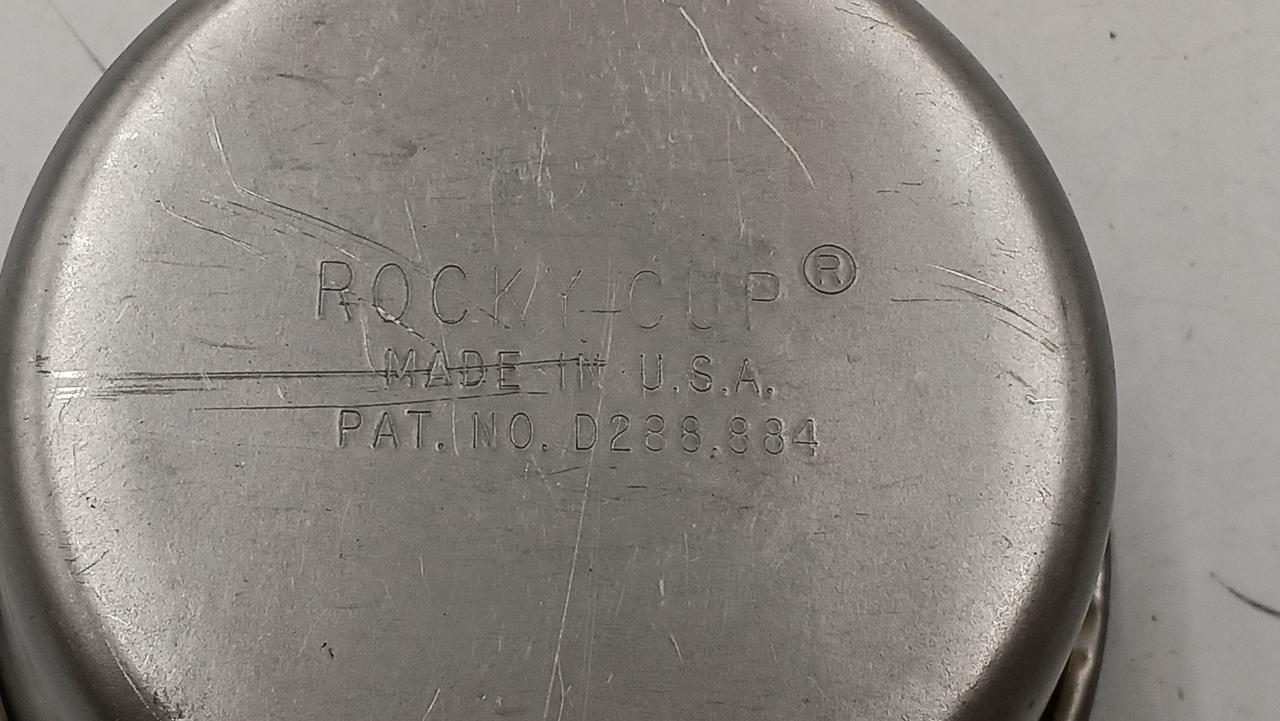 ROCKY-CUP®
MADE IN U.S.A.
PAT. NO. D288,884